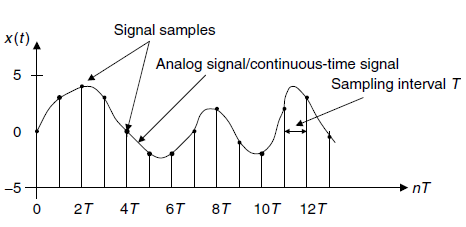 Signal samples
x(t)
Analog signal/continuous-time signal
5
Sampling interval T
0
–5
nT
0 2T 4T 6T 8T 10T 12T